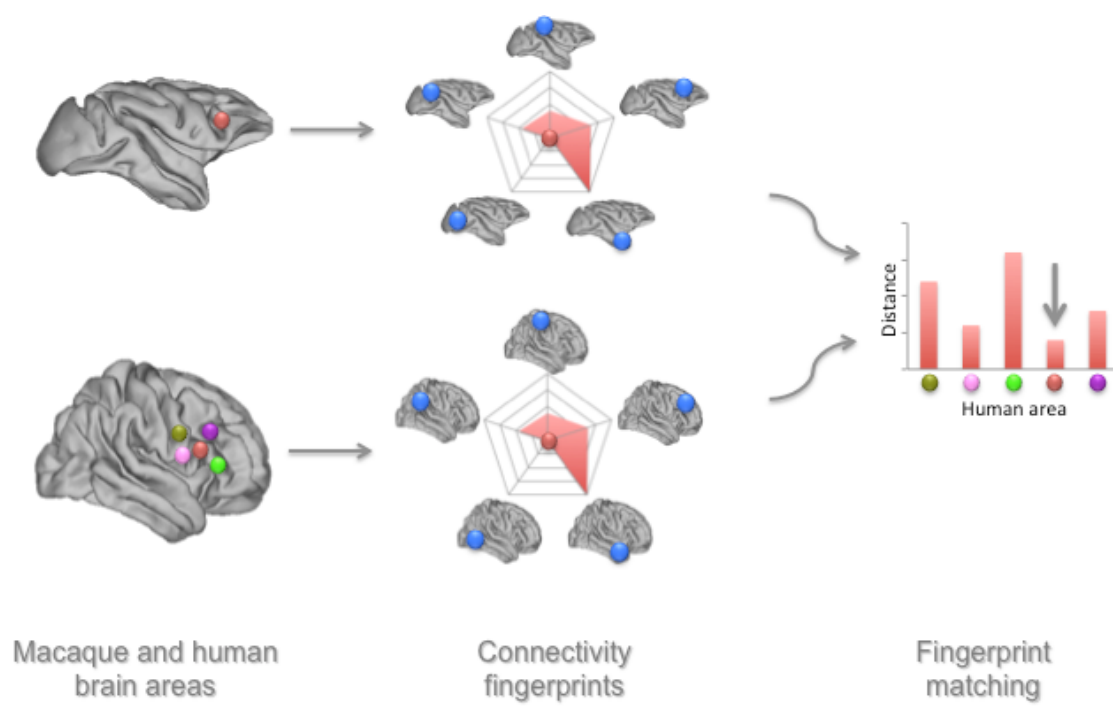 Distance
Human area
Macaque and human
brain areas
Connectivity
fingerprints
Fingerprint
matching